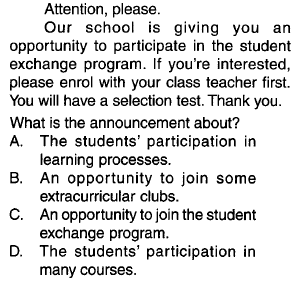 Attention, please.
Our school is giving you an
opportunity to participate in the student
exchange program. If you're interested,
please enrol with your class teacher first.
You will have a selection test. Thank you.
What is the announcement about?
A. The students' participation in
learning processes.
B. An opportunity to join some
extracurricular clubs.
C. An opportunity to join the student
exchange program.
D. The students' participation in
many courses.